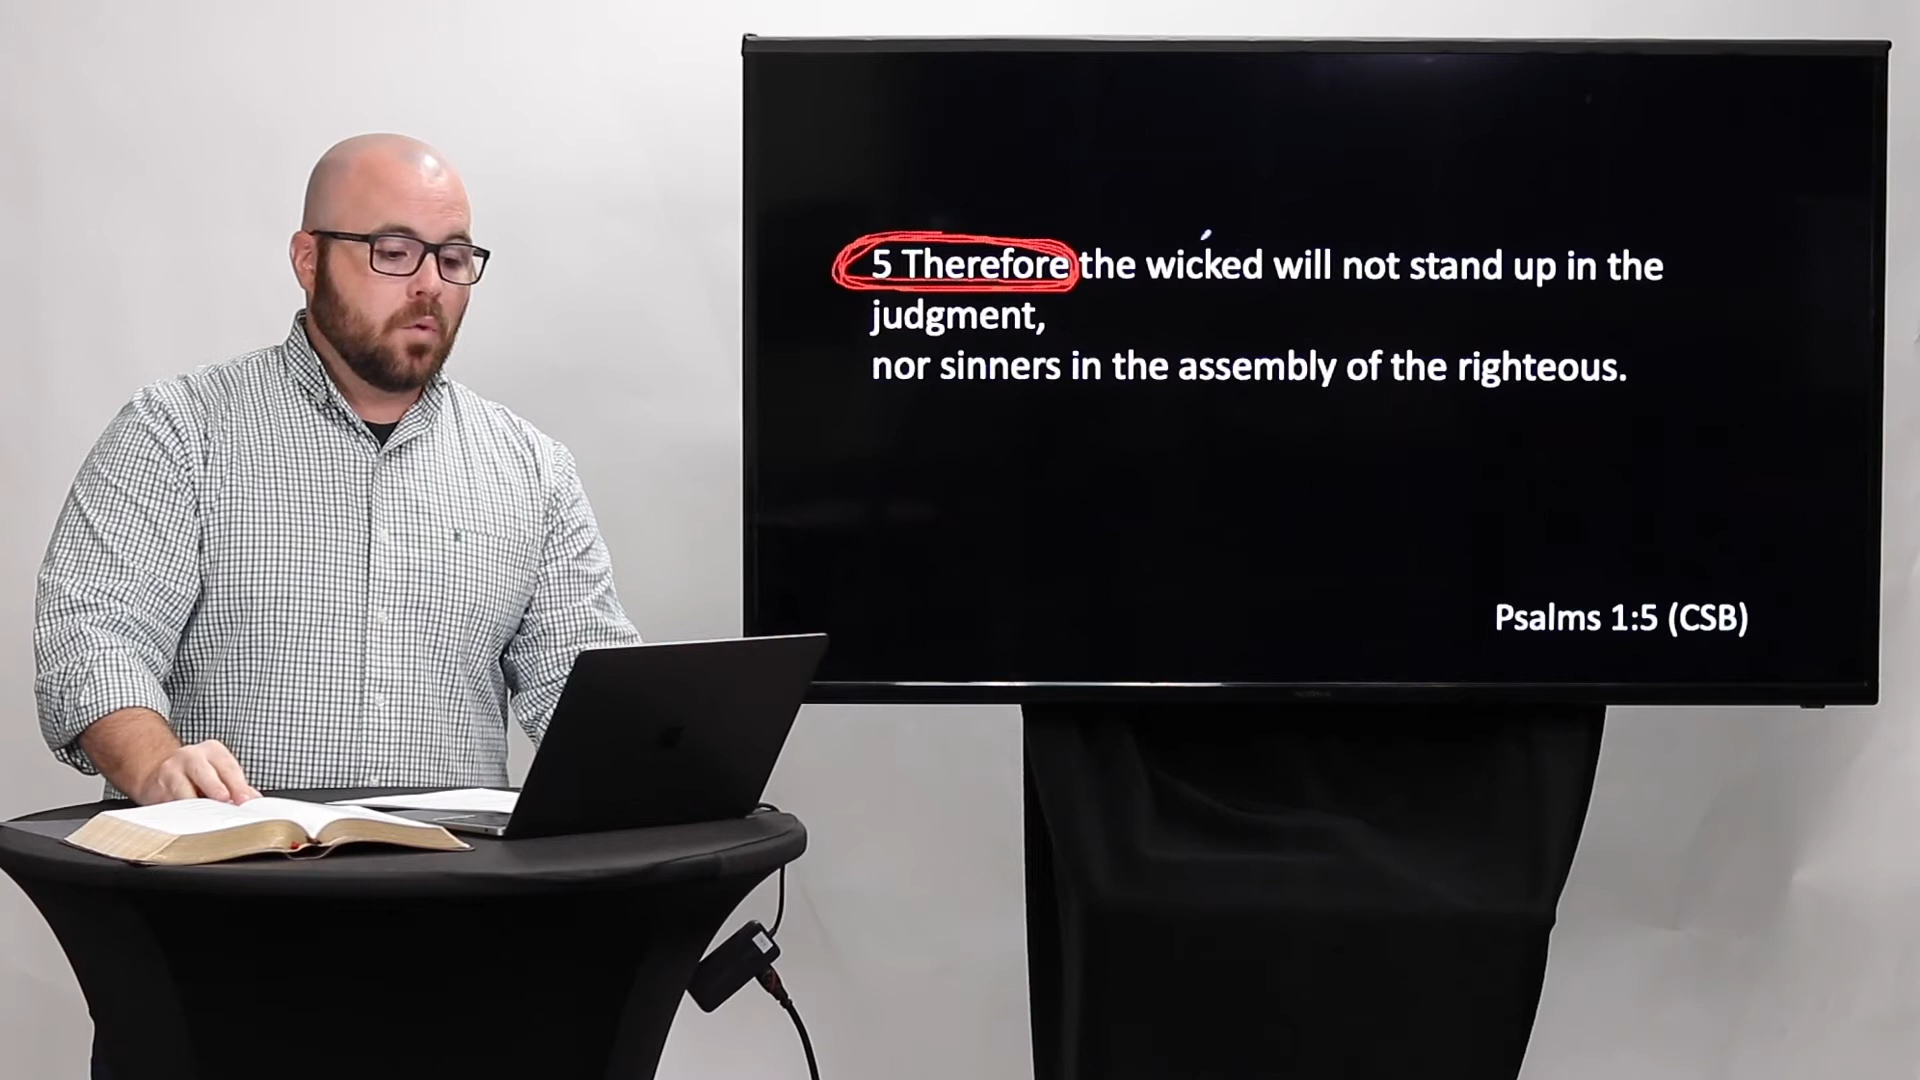 5 Therefore the wicked will not stand up in the
judgment,
nor sinners in the assembly of the righteous.
Psalms 1:5 (CSB)